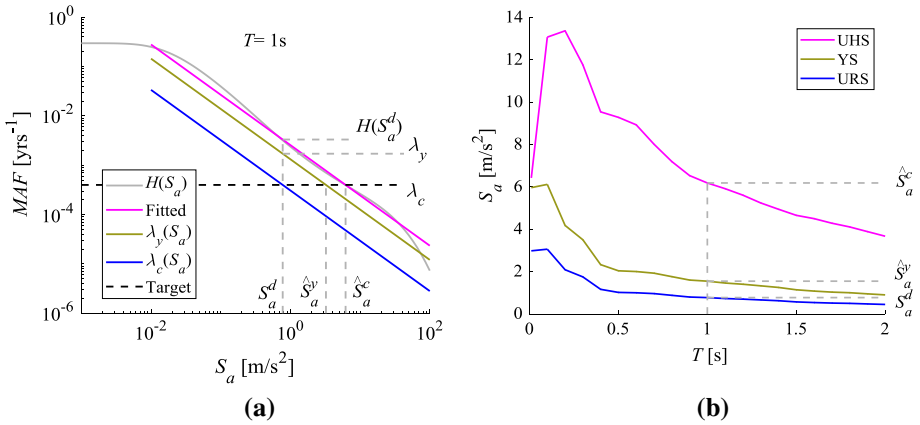 10^0
10^-2
10^-4
10^-6
MAF [yrs^-1]
T= 1s
H(S_a^d)
λ_y
λ_c
H(S_a)
Fitted
λ_y(S_a)
λ_c(S_a)
Target
S_a^d Ŝ_a^y Ŝ_a^c
10^-2 10^0 10^2
S_a [m/s^2]
(a)
14
12
10
8
6
4
2
0
S_a [m/s^2]
UHS
YS
URS
Ŝ_a^c
Ŝ_a^y
S_a^d
0 0.5 1 1.5 2
T [s]
(b)